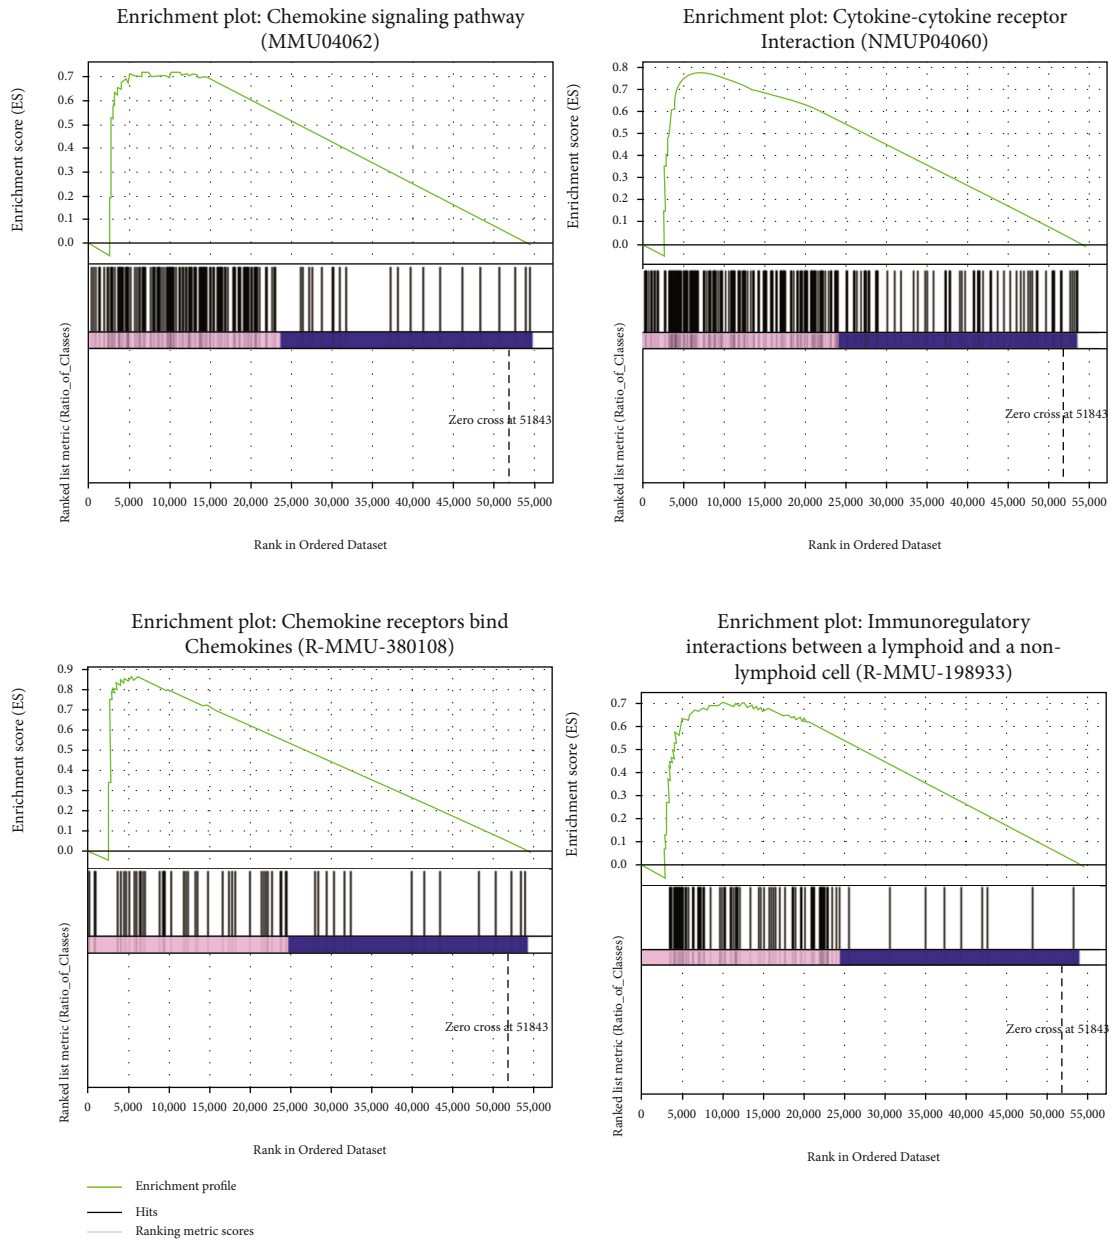 Enrichment plot: Chemokine signaling pathway
(MMU04062)
Enrichment score (ES)
0.7
0.6
0.5
0.4
0.3
0.2
0.1
0.0
Ranked list metric (Ratio_of_Classes)
Zero cross at 51843
0 5,000 10,000 15,000 20,000 25,000 30,000 35,000 40,000 45,000 50,000 55,000
Rank in Ordered Dataset
Enrichment plot: Cytokine-cytokine receptor
Interaction (NMUP04060)
Enrichment score (ES)
0.8
0.7
0.6
0.5
0.4
0.3
0.2
0.1
0.0
Ranked list metric (Ratio_of_Classes)
Zero cross at 51843
0 5,000 10,000 15,000 20,000 25,000 30,000 35,000 40,000 45,000 50,000 55,000
Rank in Ordered Dataset
Enrichment plot: Chemokine receptors bind
Chemokines (R-MMU-380108)
Enrichment score (ES)
0.9
0.8
0.7
0.6
0.5
0.4
0.3
0.2
0.1
0.0
Ranked list metric (Ratio_of_Classes)
Zero cross at 51843
0 5,000 10,000 15,000 20,000 25,000 30,000 35,000 40,000 45,000 50,000 55,000
Rank in Ordered Dataset
Enrichment plot: Immunoregulatory
interactions between a lymphoid and a non-
lymphoid cell (R-MMU-198933)
Enrichment score (ES)
0.7
0.6
0.5
0.4
0.3
0.2
0.1
0.0
Ranked list metric (Ratio_of_Classes)
Zero cross at 51843
0 5,000 10,000 15,000 20,000 25,000 30,000 35,000 40,000 45,000 50,000 55,000
Rank in Ordered Dataset
Enrichment profile
Hits
Ranking metric scores